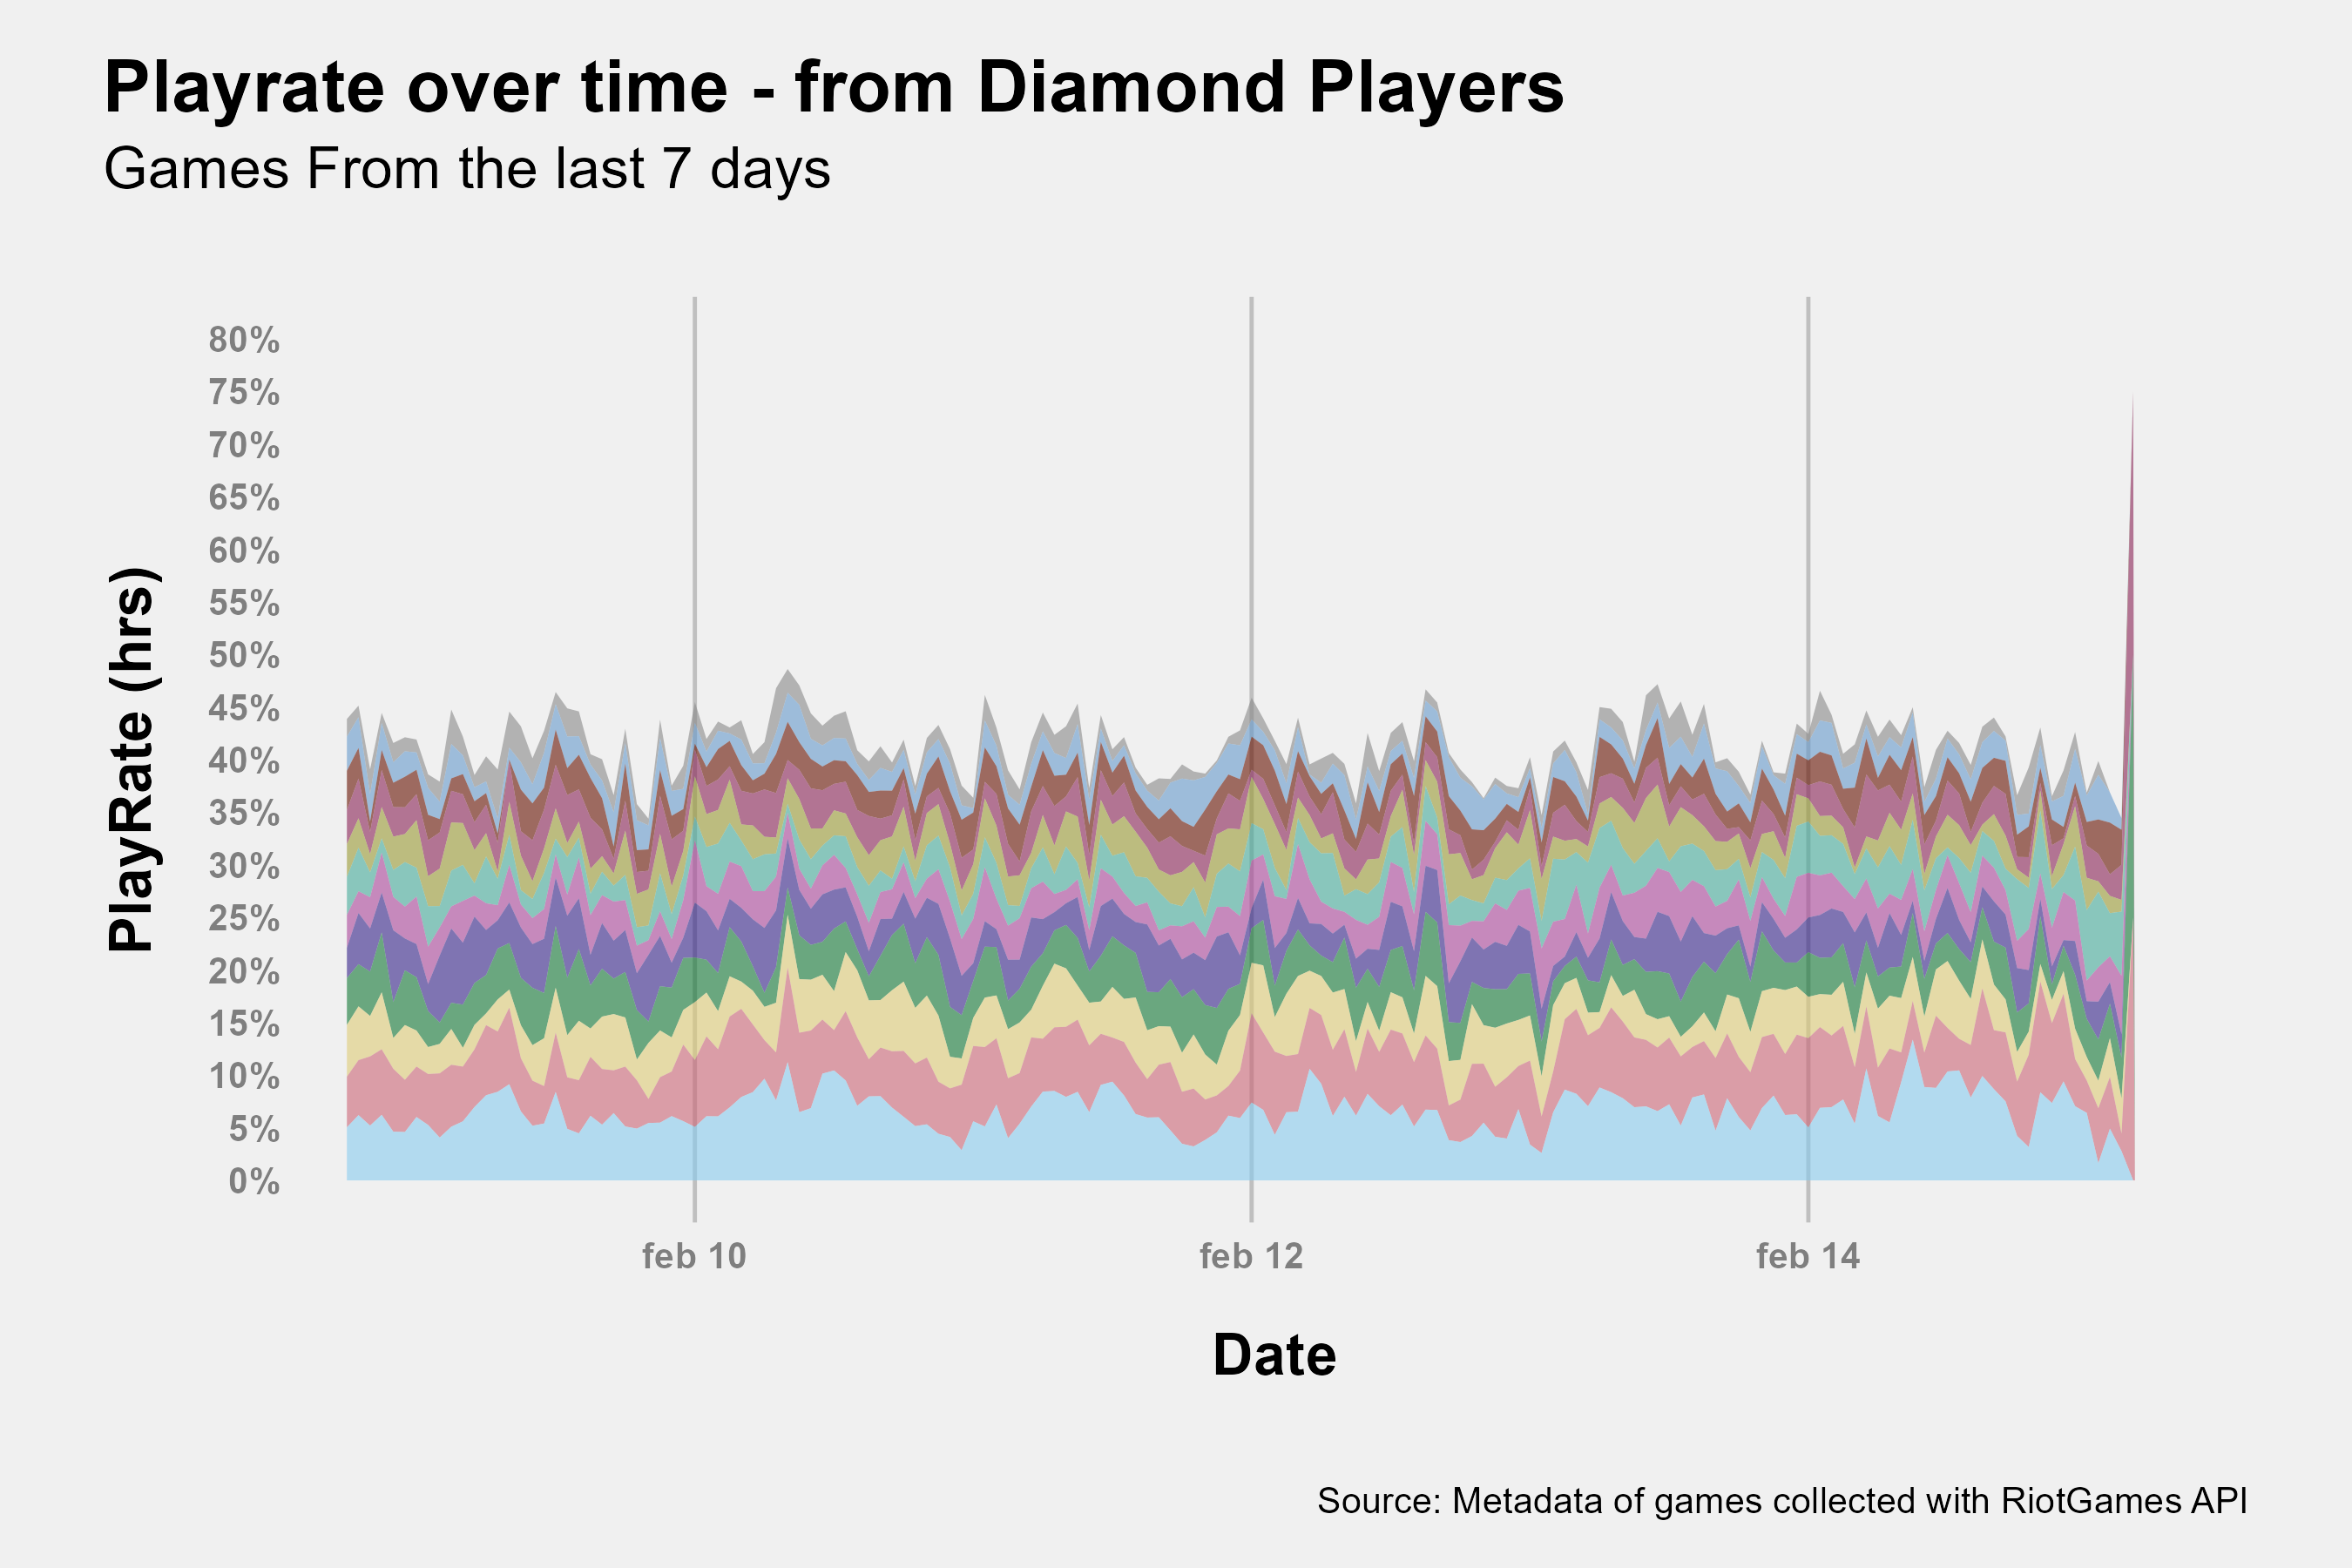 Playrate over time - from Diamond Players
Games From the last 7 days
PlayRate (hrs)
80%
75%
70%
65%
60%
55%
50%
45%
40%
35%
30%
25%
20%
15%
10%
5%
0%
feb 10
feb 12
feb 14
Date
Source: Metadata of games collected with RiotGames API